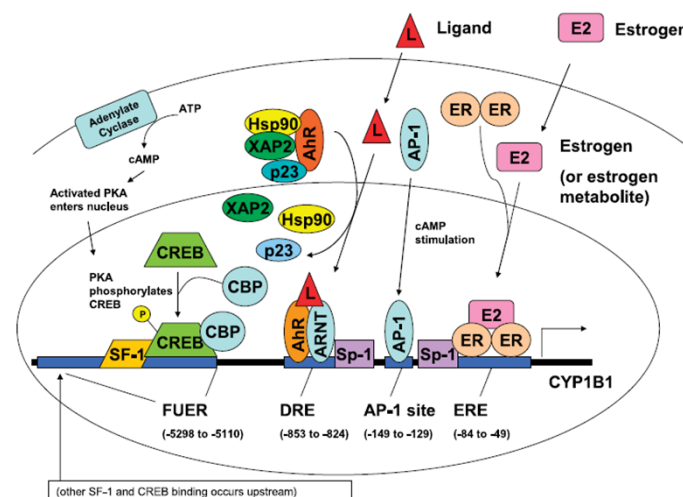 Ligand
L
E2
Estrogen
Adenylate
Cyclase
ATP
cAMP
Activated PKA
enters nucleus
Hsp90
XAP2
p23
AhR
L
AP-1
ER
ER
E2
Estrogen
(or estrogen
metabolite)
XAP2
Hsp90
p23
cAMP
stimulation
CREB
PKA
phosphorylates
CREB
CBP
P
SF-1
CREB
CBP
L
AhR
ARNT
Sp-1
AP-1
Sp-1
E2
ER
ER
CYP1B1
FUER
(-5298 to -5110)
DRE
(-853 to -824)
AP-1 site
(-149 to -129)
ERE
(-84 to -49)
(other SF-1 and CREB binding occurs upstream)